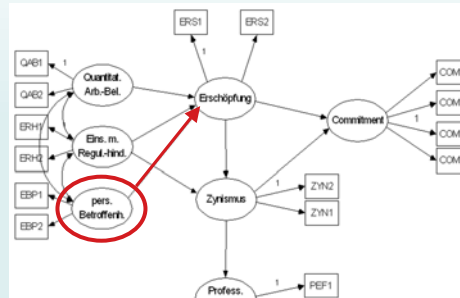 ERS1
ERS2
QAB1
1
1
Quantitat.
Arb.-Bel.
QAB2
Erschöpfung
COM
COM
ERH1
Eins. m.
Regul.-hind.
Commitment
1
COM
ERH2
COM
EBP1
pers.
Betroffenh.
Zynismus
1
ZYN2
ZYN1
EBP2
Profess.
1
PEF1